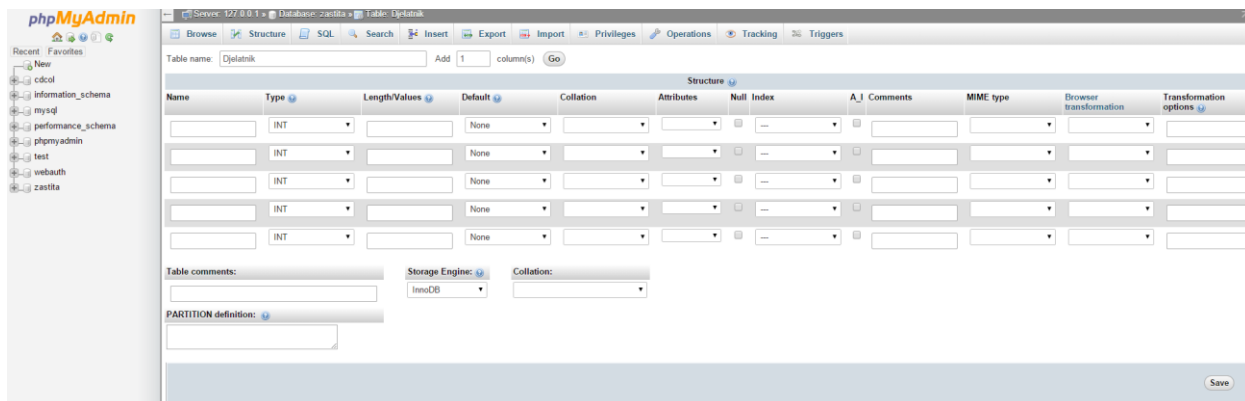 phpMyAdmin
Recent Favorites
New
cdcol
information_schema
mysql
performance_schema
phpmyadmin
test
webauth
zastita
Server: 127.0.0.1 » Database: zastita » Table: Djelatnik
Browse Structure SQL Search Insert Export Import Privileges Operations Tracking Triggers
Table name: Djelatnik Add 1 column(s) Go
Structure
Name Type Length/Values Default Collation Attributes Null Index A_I Comments MIME type Browser transformation Transformation options
INT None ---
INT None ---
INT None ---
INT None ---
INT None ---
Table comments: Storage Engine: Collation:
InnoDB
PARTITION definition:
Save